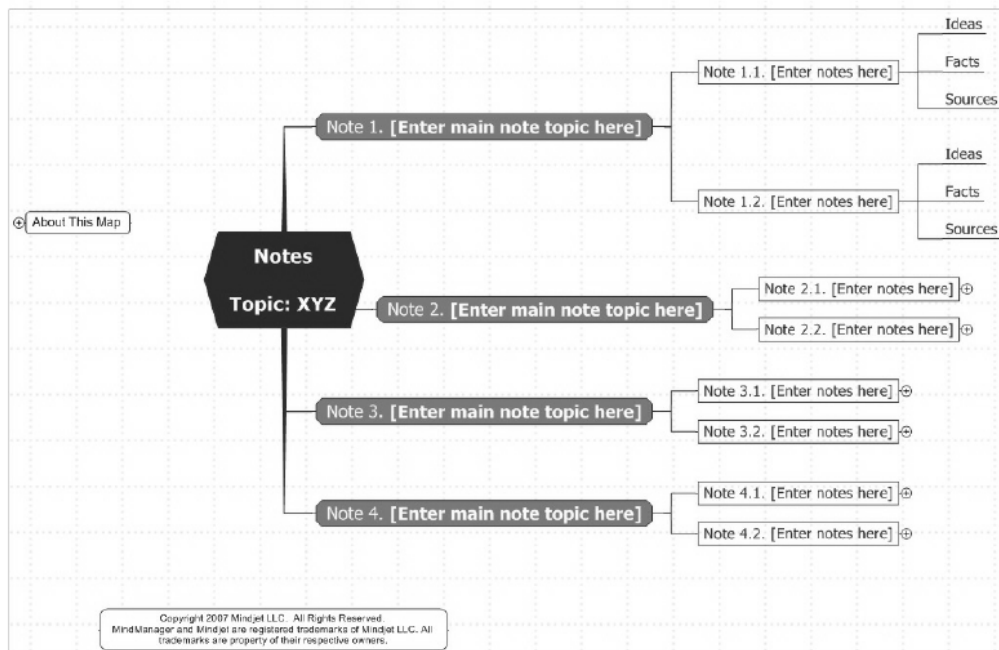 About This Map
Notes
Topic: XYZ
Note 1. [Enter main note topic here]
Note 1.1. [Enter notes here]
Ideas
Facts
Sources
Note 1.2. [Enter notes here]
Ideas
Facts
Sources
Note 2. [Enter main note topic here]
Note 2.1. [Enter notes here]
Note 2.2. [Enter notes here]
Note 3. [Enter main note topic here]
Note 3.1. [Enter notes here]
Note 3.2. [Enter notes here]
Note 4. [Enter main note topic here]
Note 4.1. [Enter notes here]
Note 4.2. [Enter notes here]
Copyright 2007 Mindjet LLC. All Rights Reserved.
MindManager and Mindjet are registered trademarks of Mindjet LLC. All
trademarks are property of their respective owners.